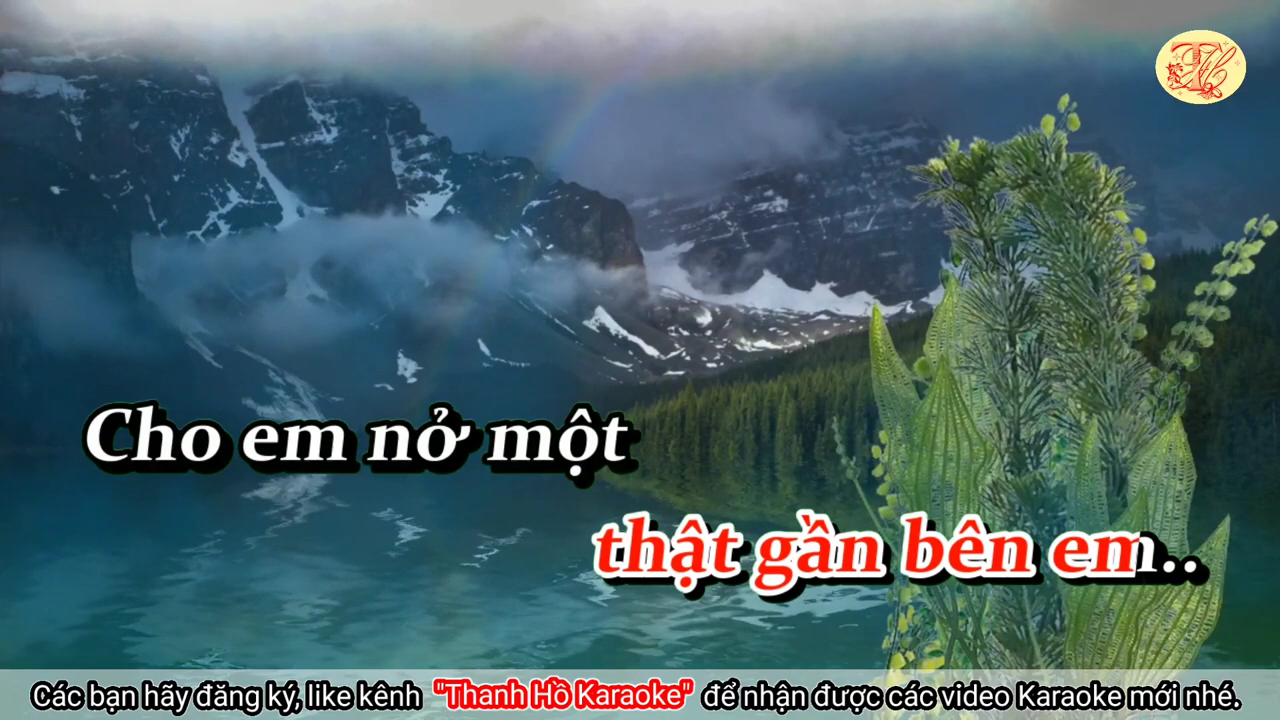 Cho em nở một
thật gần bên em..
Các bạn hãy đăng ký, like kênh "Thanh Hồ Karaoke" để nhận được các video Karaoke mới nhé.